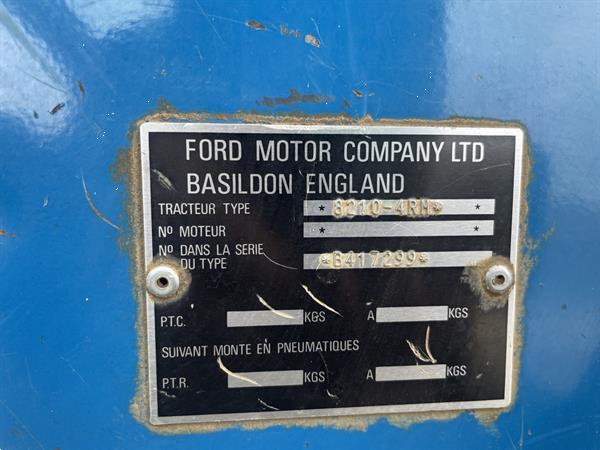 FORD MOTOR COMPANY LTD
BASILDON ENGLAND
TRACTEUR TYPE * 8210-4RM* *
Nº MOTEUR * *
Nº DANS LA SERIE DU TYPE *B417299*
P.T.C. KGS A KGS
SUIVANT MONTE EN PNEUMATIQUES
P.T.R. KGS A KGS